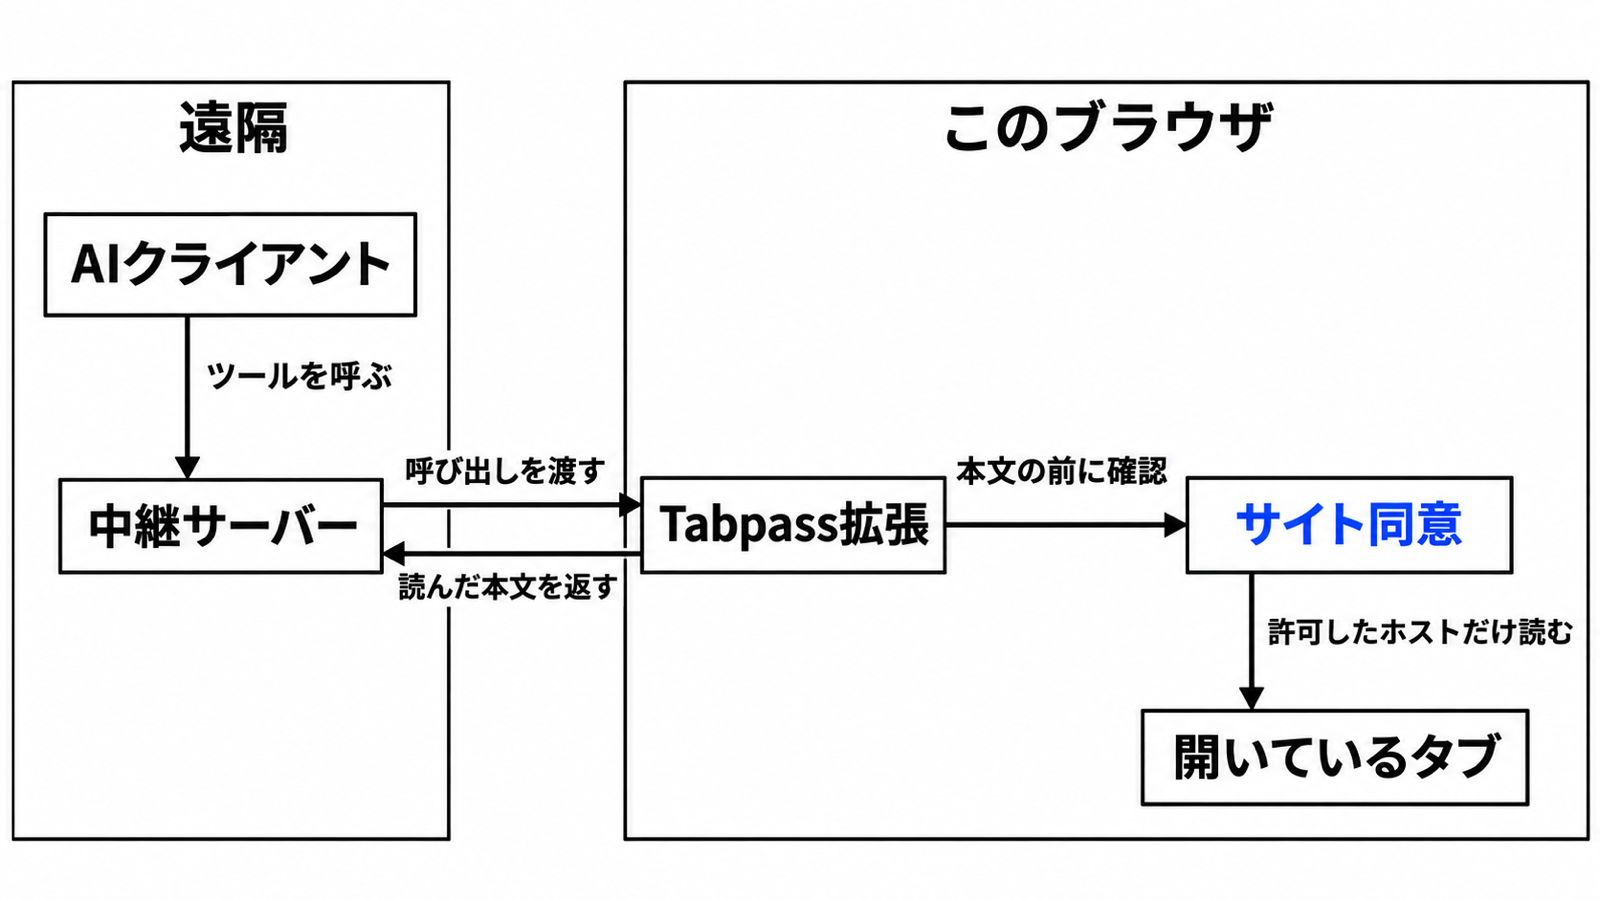 遠隔
このブラウザ
AIクライアント
ツールを呼ぶ
中継サーバー
呼び出しを渡す
読んだ本文を返す
Tabpass拡張
本文の前に確認
サイト同意
許可したホストだけ読む
開いているタブ